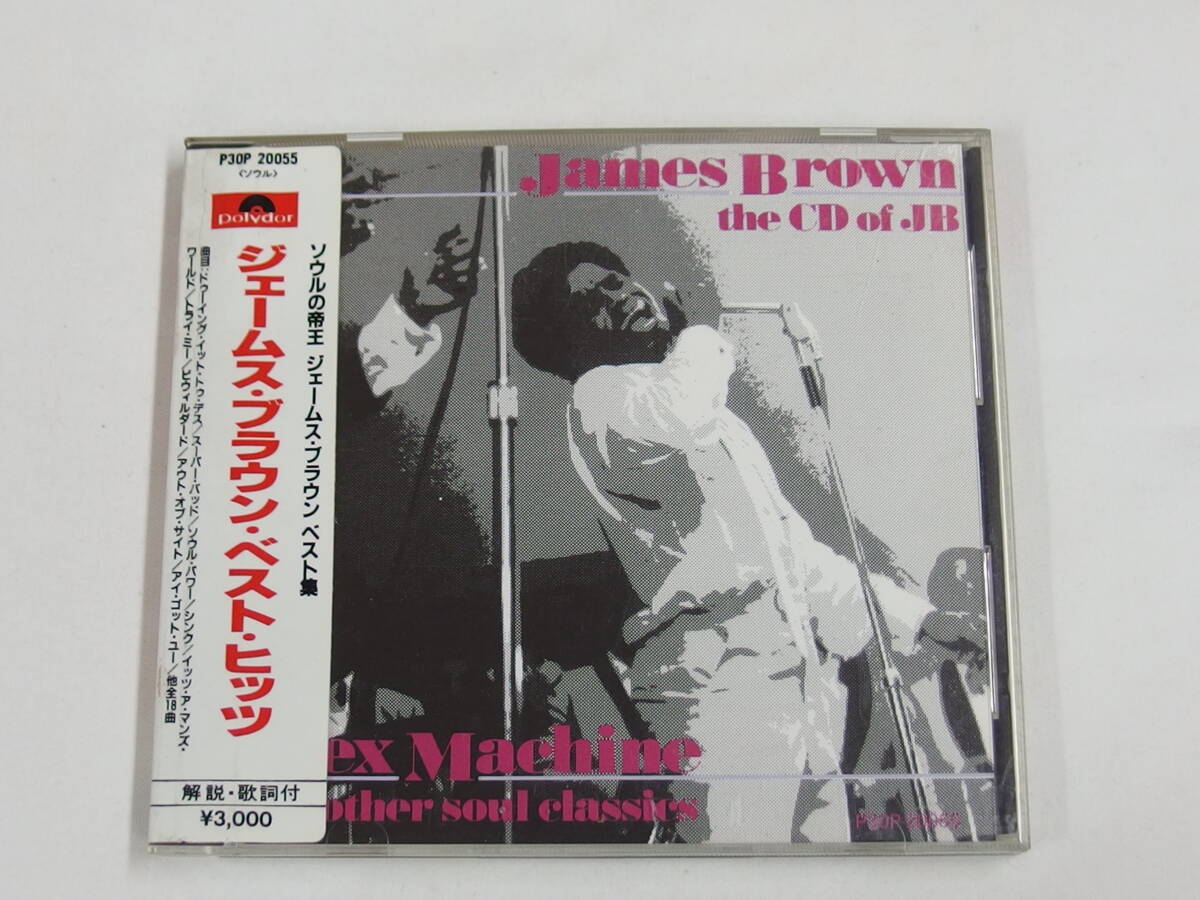 P30P 20055
〈ソウル〉
polydor
ソウルの帝王 ジェームス・ブラウン ベスト集
ジェームス・ブラウン・ベスト・ヒッツ
曲目:ドゥーイング・イット・トゥ・デス/スーパー・バッド/ソウル・パワー/シンク/イッツ・ア・マンズ・
ワールド/トライ・ミー/ビウィルダード/アウト・オブ・サイト/アイ・ゴット・ユー/他全18曲
解説・歌詞付
¥3,000
James Brown
the CD of JB
ex Machine
other soul classics
P30P